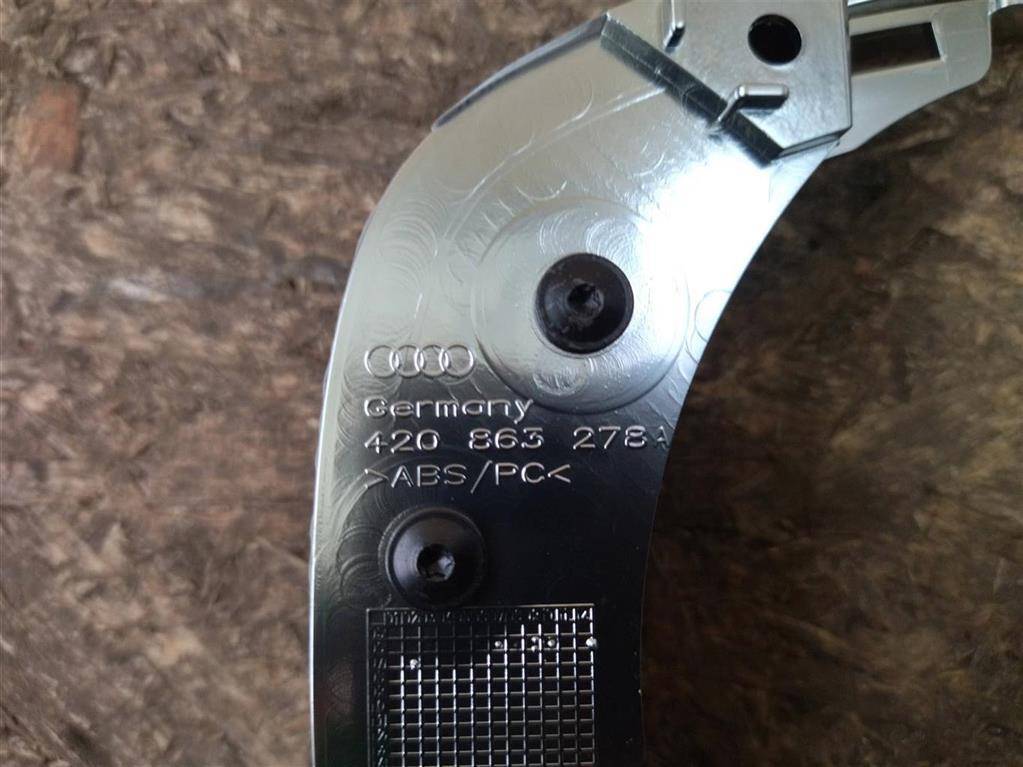 Germany
420 863 278A
>ABS/PC<